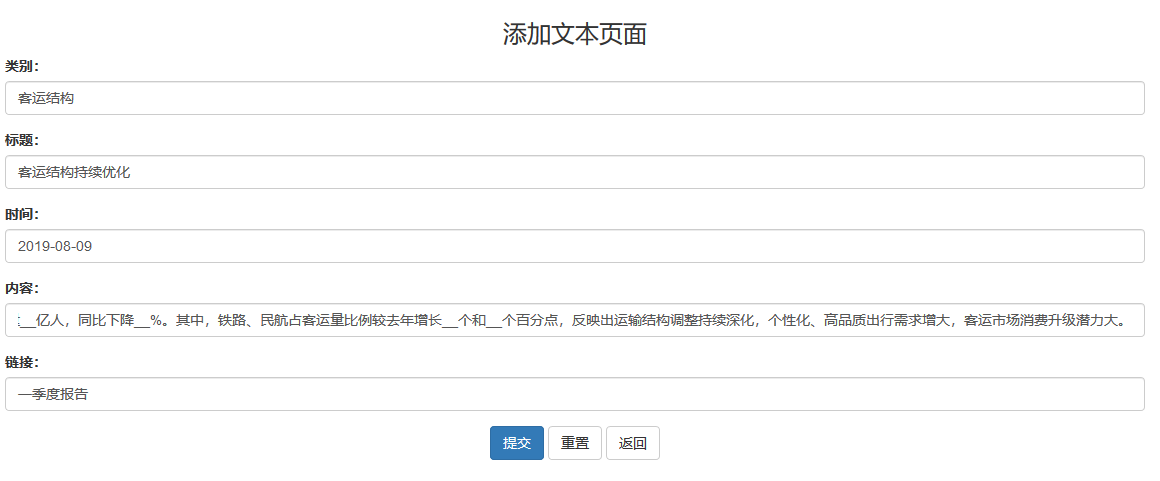 添加文本页面
类别：
客运结构
标题：
客运结构持续优化
时间：
2019-08-09
内容：
__亿人，同比下降__%。其中，铁路、民航占客运量比例较去年增长__个和__个百分点，反映出运输结构调整持续深化，个性化、高品质出行需求增大，客运市场消费升级潜力大。
链接：
一季度报告
提交 重置 返回